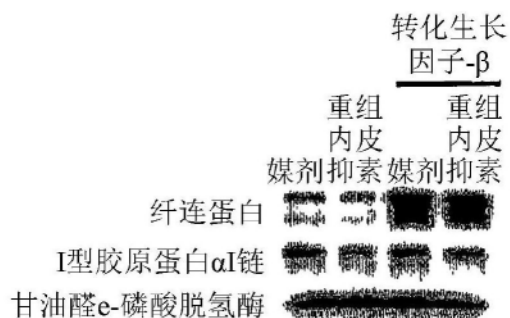 转化生长
因子-β
重组 重组
内皮 内皮
媒剂 抑素 媒剂 抑素
纤连蛋白
I型胶原蛋白αI链
甘油醛e-磷酸脱氢酶